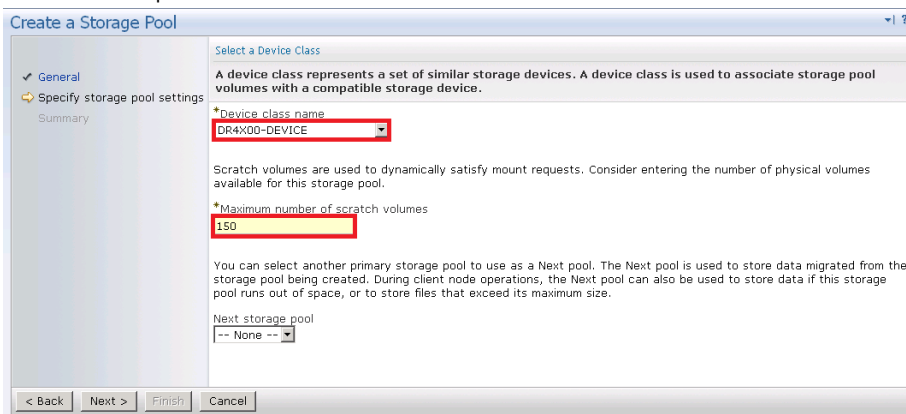 Create a Storage Pool
?
Select a Device Class
General
Specify storage pool settings
Summary
A device class represents a set of similar storage devices. A device class is used to associate storage pool
volumes with a compatible storage device.
*Device class name
DR4X00-DEVICE
Scratch volumes are used to dynamically satisfy mount requests. Consider entering the number of physical volumes
available for this storage pool.
*Maximum number of scratch volumes
150
You can select another primary storage pool to use as a Next pool. The Next pool is used to store data migrated from the
storage pool being created. During client node operations, the Next pool can also be used to store data if this storage
pool runs out of space, or to store files that exceed its maximum size.
Next storage pool
-- None --
< Back Next > Finish Cancel